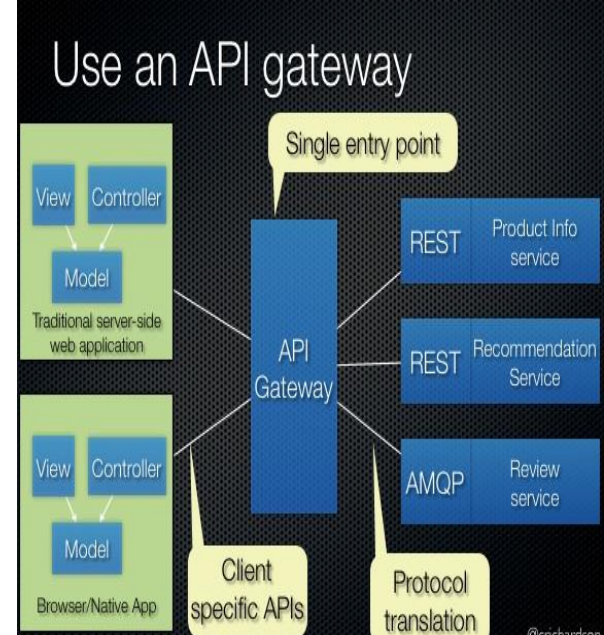 Use an API gateway
Single entry point
View
Controller
Model
Traditional server-side
web application
View
Controller
Model
Browser/Native App
API
Gateway
REST
Product Info
service
REST
Recommendation
Service
AMQP
Review
service
Client
specific APIs
Protocol
translation
@crichardson